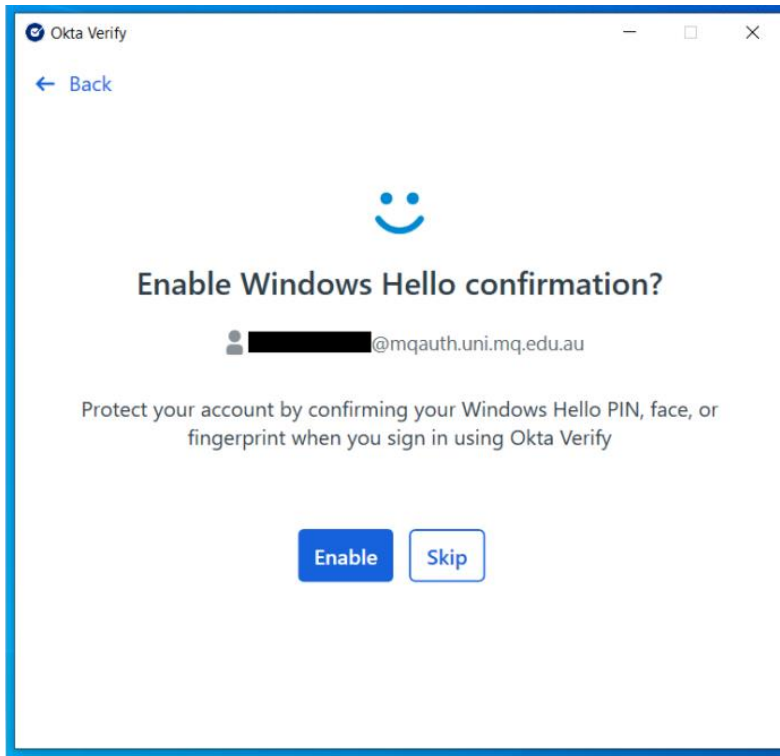 Okta Verify
Back
Enable Windows Hello confirmation?
@mqauth.uni.mq.edu.au
Protect your account by confirming your Windows Hello PIN, face, or
fingerprint when you sign in using Okta Verify
Enable Skip